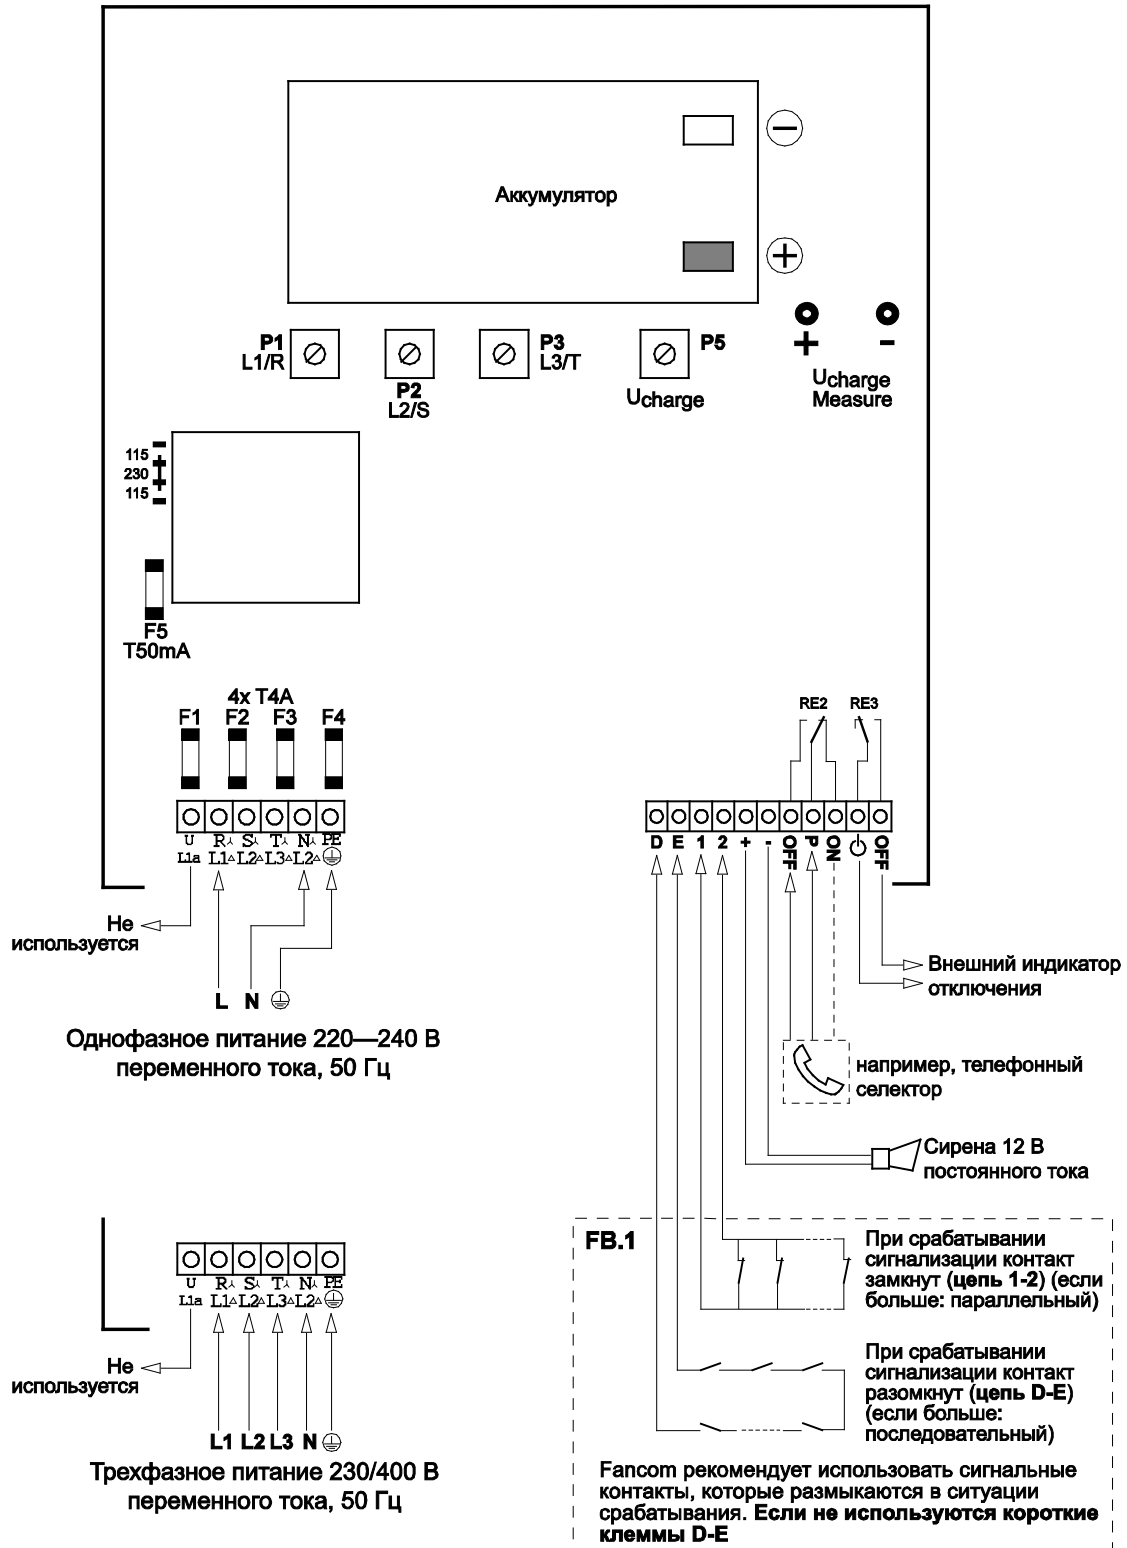 Аккумулятор
−
+
P1
L1/R
P2
L2/S
P3
L3/T
P5
Ucharge
+ -
Ucharge
Measure
115
230
115
F5
T50mA
4x T4A
F1 F2 F3 F4
U R⅄ S⅄ T⅄ N⅄ PE
L1a L1△ L2△ L3△ L2△
Не
используется
L N
Однофазное питание 220—240 В
переменного тока, 50 Гц
RE2 RE3
D E 1 2 + - OFF P ON OFF
Внешний индикатор
отключения
например, телефонный
селектор
Сирена 12 В
постоянного тока
U R⅄ S⅄ T⅄ N⅄ PE
L1a L1△ L2△ L3△ L2△
Не
используется
L1 L2 L3 N
Трехфазное питание 230/400 В
переменного тока, 50 Гц
FB.1
При срабатывании
сигнализации контакт
замкнут (цепь 1-2) (если
больше: параллельный)
При срабатывании
сигнализации контакт
разомкнут (цепь D-E)
(если больше:
последовательный)
Fancom рекомендует использовать сигнальные
контакты, которые размыкаются в ситуации
срабатывания. Если не используются короткие
клеммы D-E